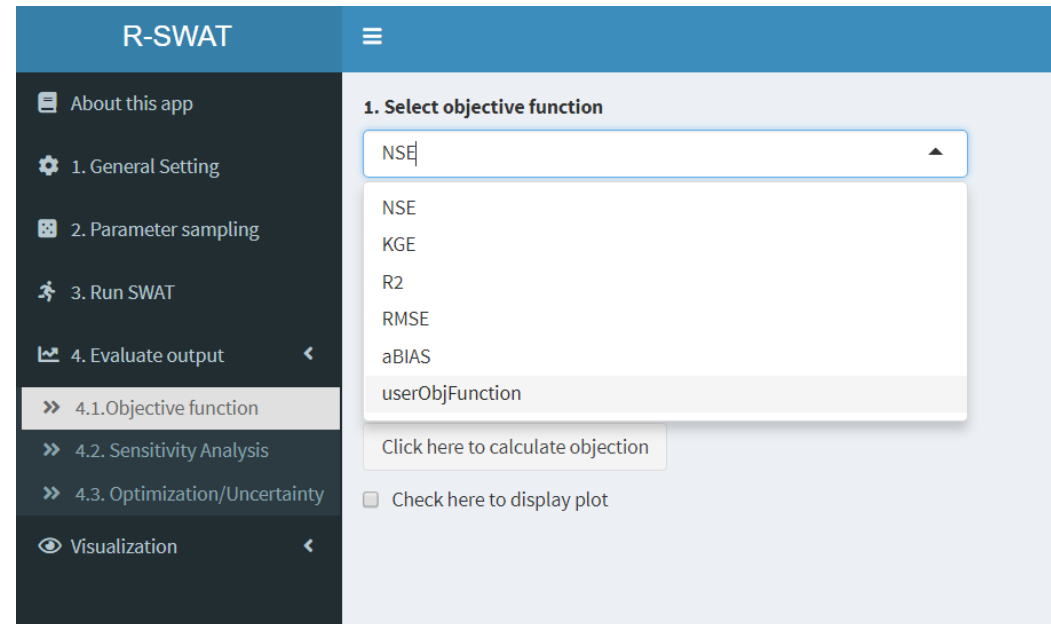 R-SWAT
About this app
1. General Setting
2. Parameter sampling
3. Run SWAT
4. Evaluate output
4.1.Objective function
4.2. Sensitivity Analysis
4.3. Optimization/Uncertainty
Visualization
1. Select objective function
NSE
NSE
KGE
R2
RMSE
aBIAS
userObjFunction
Click here to calculate objection
Check here to display plot